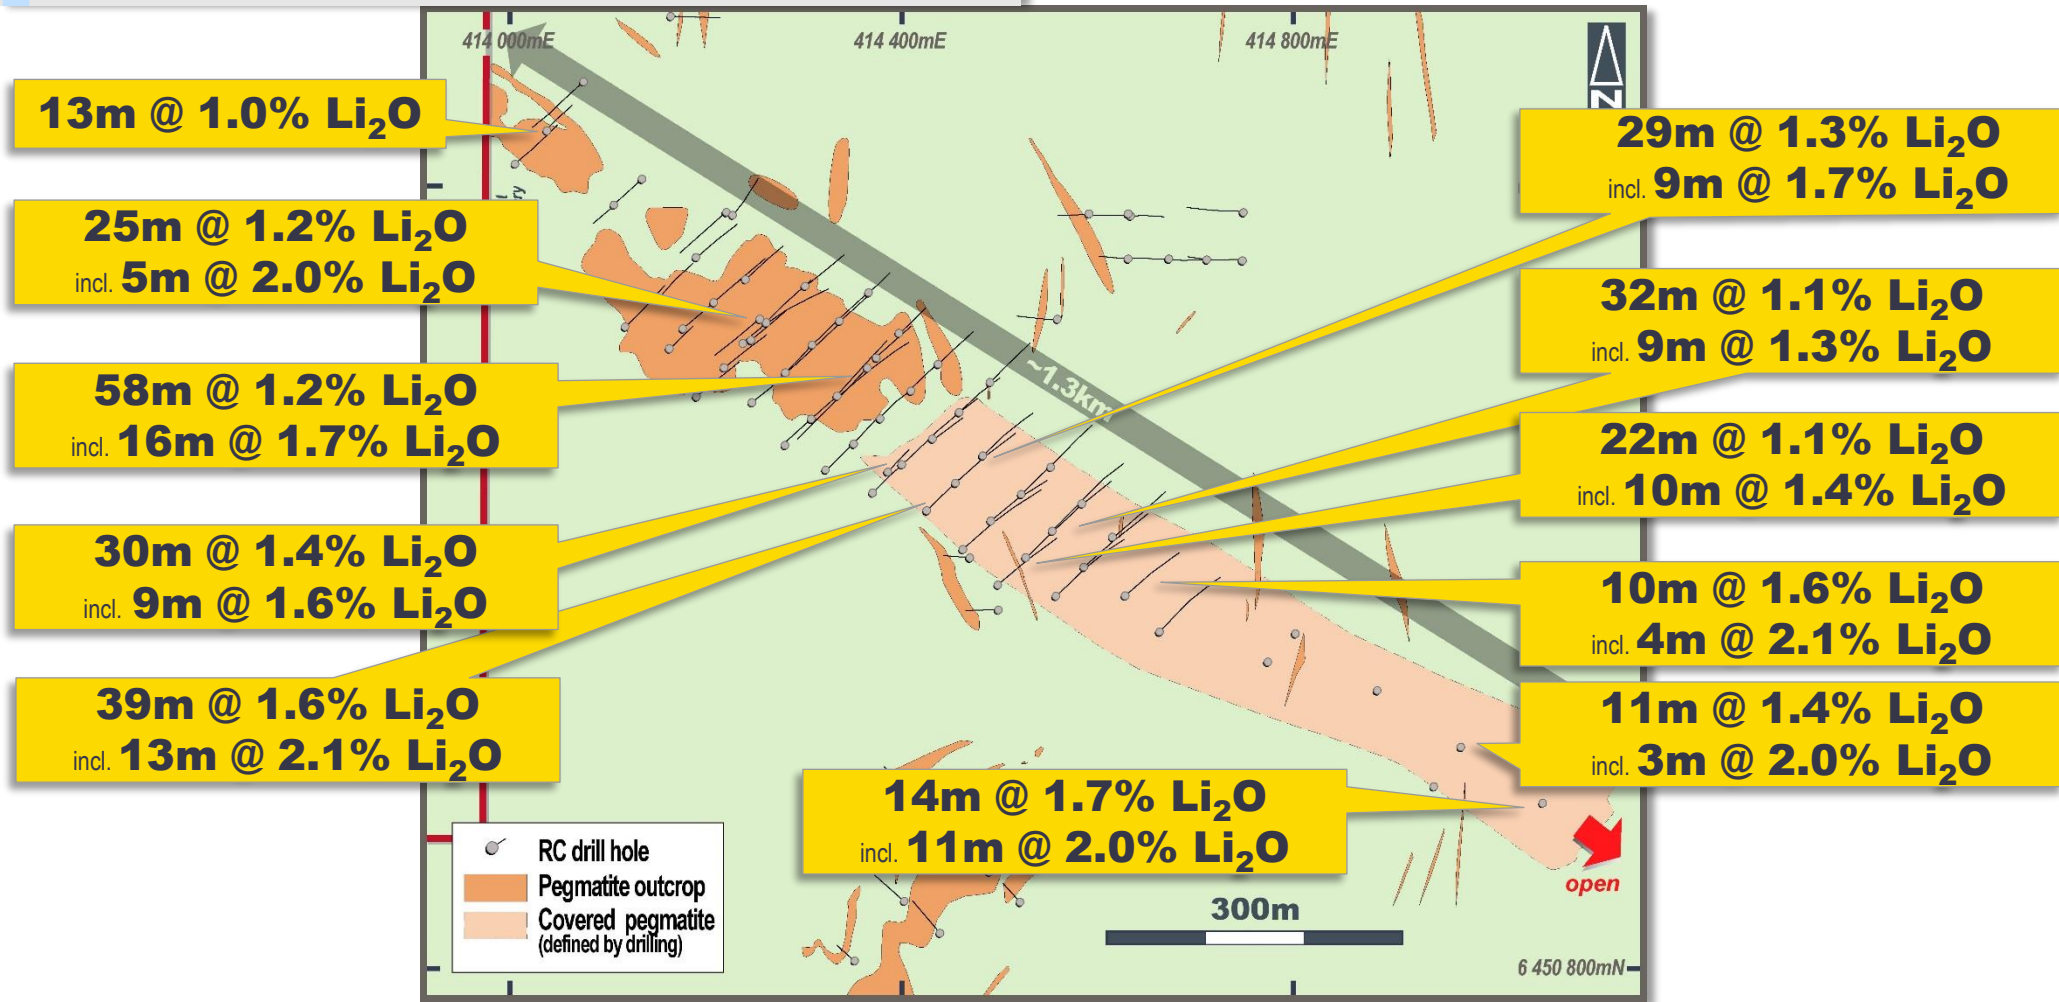 414 000mE
414 400mE
414 800mE
N
13m @ 1.0% Li₂O
25m @ 1.2% Li₂O
incl. 5m @ 2.0% Li₂O
58m @ 1.2% Li₂O
incl. 16m @ 1.7% Li₂O
30m @ 1.4% Li₂O
incl. 9m @ 1.6% Li₂O
39m @ 1.6% Li₂O
incl. 13m @ 2.1% Li₂O
~1.3km
29m @ 1.3% Li₂O
incl. 9m @ 1.7% Li₂O
32m @ 1.1% Li₂O
incl. 9m @ 1.3% Li₂O
22m @ 1.1% Li₂O
incl. 10m @ 1.4% Li₂O
10m @ 1.6% Li₂O
incl. 4m @ 2.1% Li₂O
11m @ 1.4% Li₂O
incl. 3m @ 2.0% Li₂O
14m @ 1.7% Li₂O
incl. 11m @ 2.0% Li₂O
open
RC drill hole
Pegmatite outcrop
Covered pegmatite
(defined by drilling)
300m
6 450 800mN